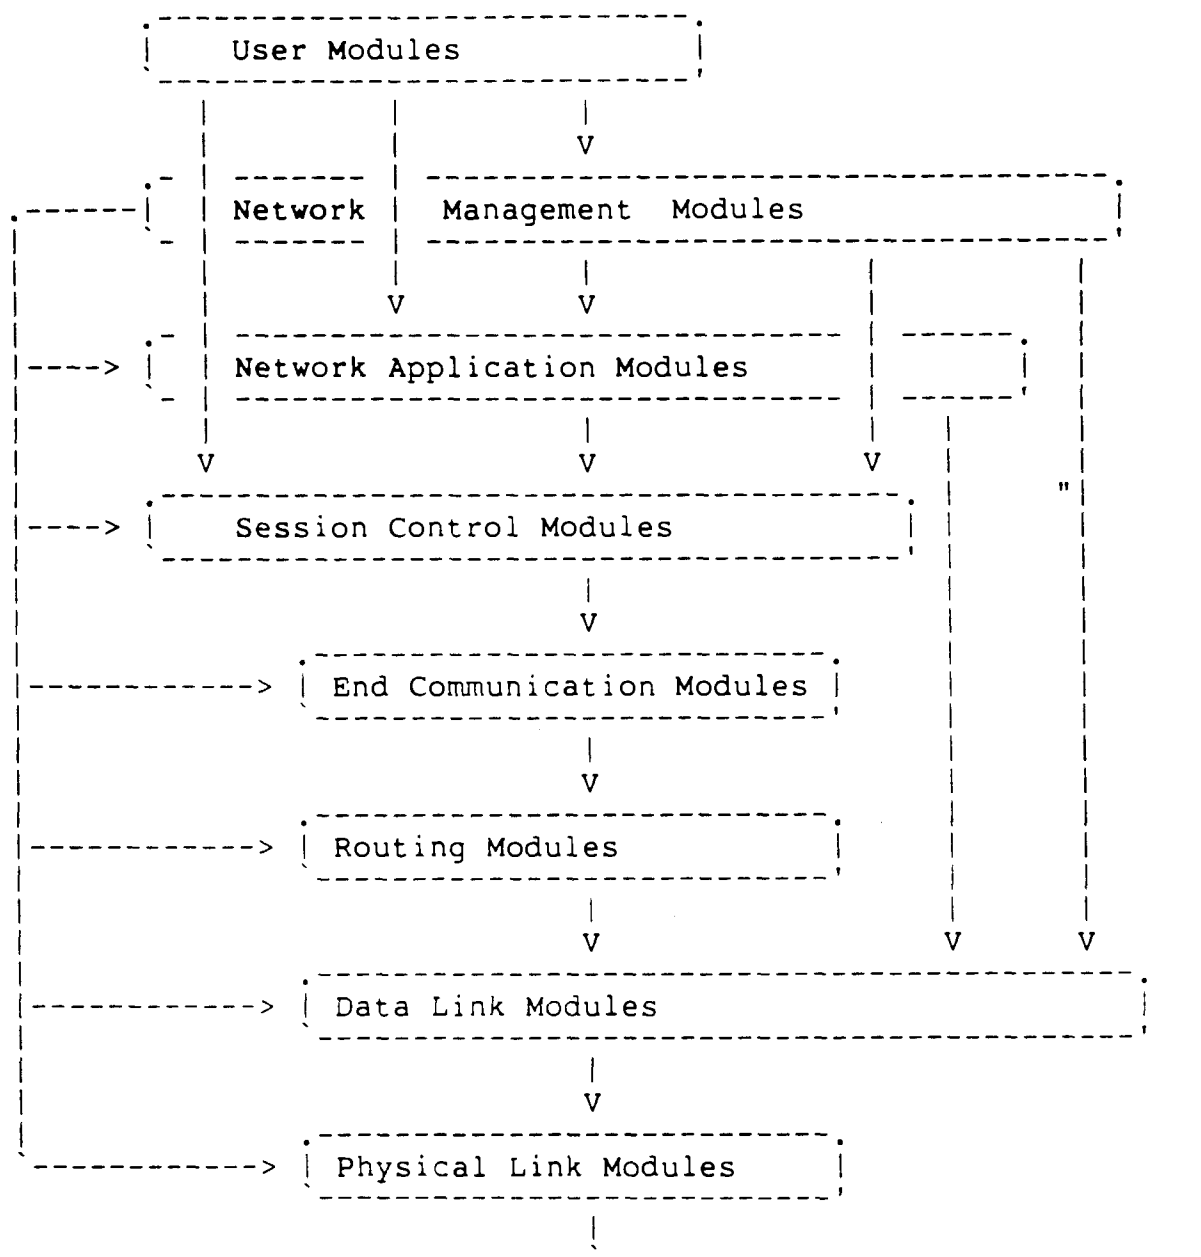 User Modules
Network Management Modules
Network Application Modules
Session Control Modules
End Communication Modules
Routing Modules
Data Link Modules
Physical Link Modules